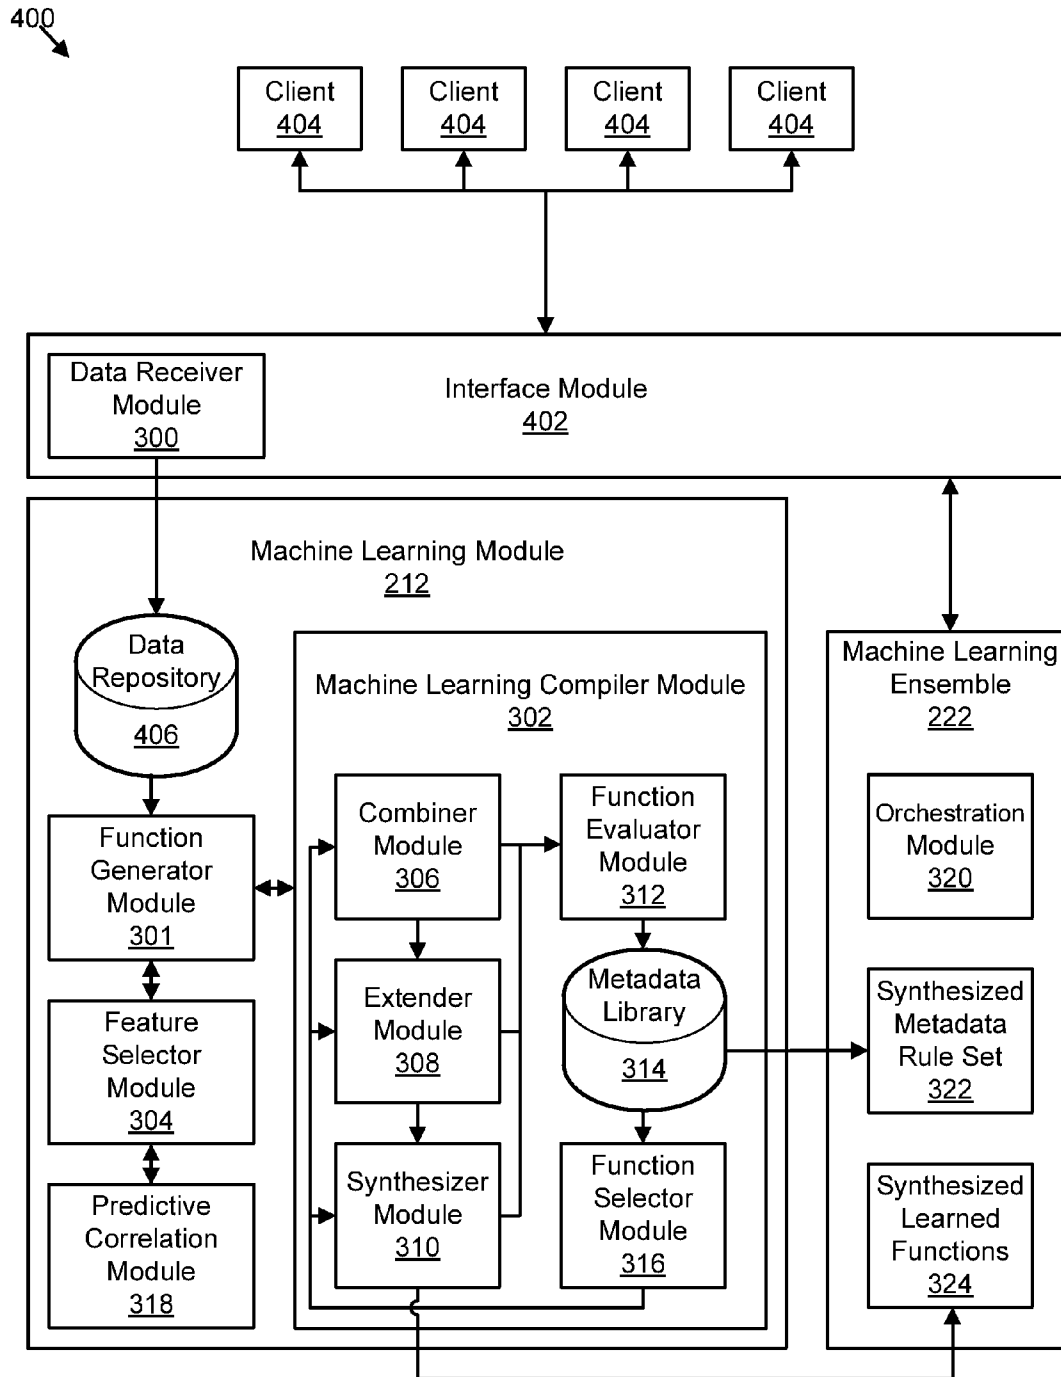 400
Client
404
Client
404
Client
404
Client
404
Data Receiver
Module
300
Interface Module
402
Machine Learning Module
212
Data
Repository
406
Machine Learning Compiler Module
302
Machine Learning
Ensemble
222
Function
Generator
Module
301
Combiner
Module
306
Function
Evaluator
Module
312
Orchestration
Module
320
Feature
Selector
Module
304
Extender
Module
308
Metadata
Library
314
Synthesized
Metadata
Rule Set
322
Predictive
Correlation
Module
318
Synthesizer
Module
310
Function
Selector
Module
316
Synthesized
Learned
Functions
324